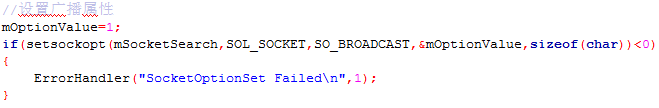 //设置广播属性
mOptionValue=1;
if(setsockopt(mSocketSearch,SOL_SOCKET,SO_BROADCAST,&mOptionValue,sizeof(char))<0)
{
    ErrorHandler("SocketOptionSet Failed\n",1);
}